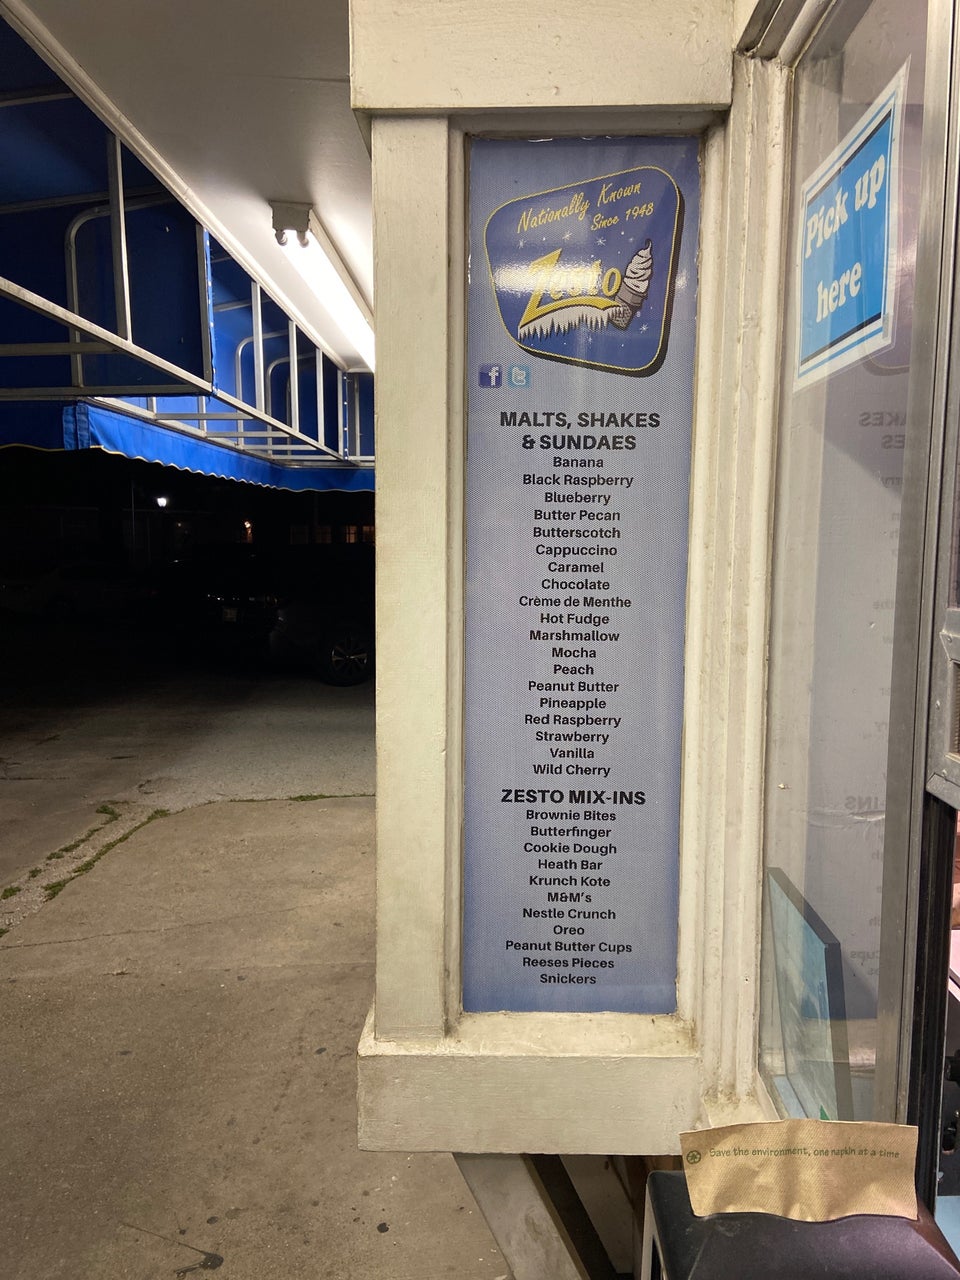 Nationally Known
Since 1948
Zesto
f t
MALTS, SHAKES
& SUNDAES
Banana
Black Raspberry
Blueberry
Butter Pecan
Butterscotch
Cappuccino
Caramel
Chocolate
Crème de Menthe
Hot Fudge
Marshmallow
Mocha
Peach
Peanut Butter
Pineapple
Red Raspberry
Strawberry
Vanilla
Wild Cherry
ZESTO MIX-INS
Brownie Bites
Butterfinger
Cookie Dough
Heath Bar
Krunch Kote
M&M's
Nestle Crunch
Oreo
Peanut Butter Cups
Reeses Pieces
Snickers
Pick up
here
Save the environment, one napkin at a time